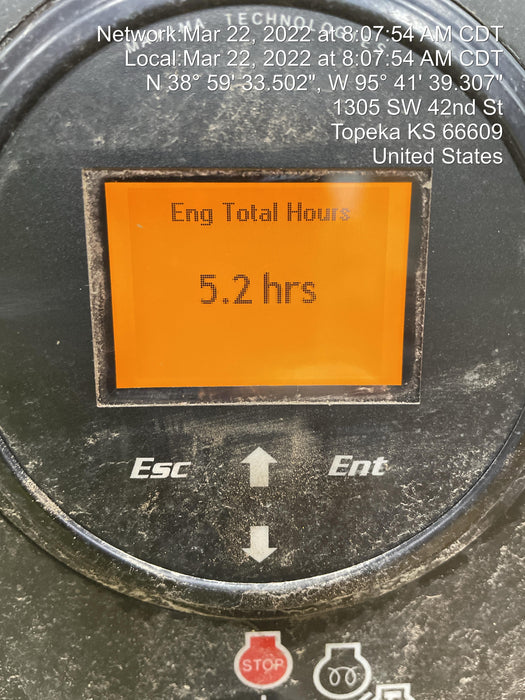 Network:Mar 22, 2022 at 8:07:54 AM CDT
Local:Mar 22, 2022 at 8:07:54 AM CDT
N 38° 59' 33.502", W 95° 41' 39.307"
1305 SW 42nd St
Topeka KS 66609
United States
TECHNOLOGIES
Eng Total Hours
5.2 hrs
Esc Ent
STOP